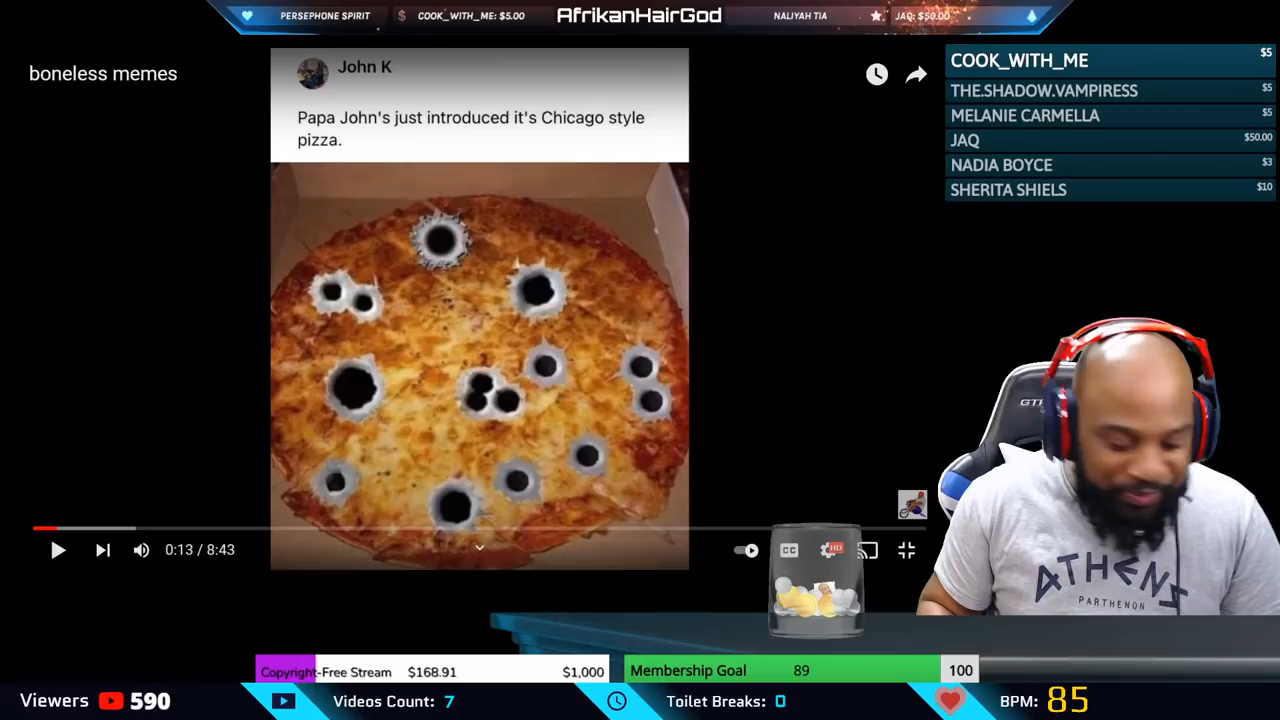 PERSEPHONE SPIRIT
$ COOK_WITH_ME: $5.00
AfrikanHairGod
NALIYAH TIA
JAQ: $50.00
boneless memes
John K
Papa John's just introduced it's Chicago style
pizza.
COOK_WITH_ME $5
THE.SHADOW.VAMPIRESS $5
MELANIE CARMELLA $5
JAQ $50.00
NADIA BOYCE $3
SHERITA SHIELS $10
GT
0:13 / 8:43
CC
HD
ATHENS
PARTHENON
Copyright-Free Stream $168.91 $1,000
Membership Goal 89 100
Viewers 590
Videos Count: 7
Toilet Breaks: 0
BPM: 85